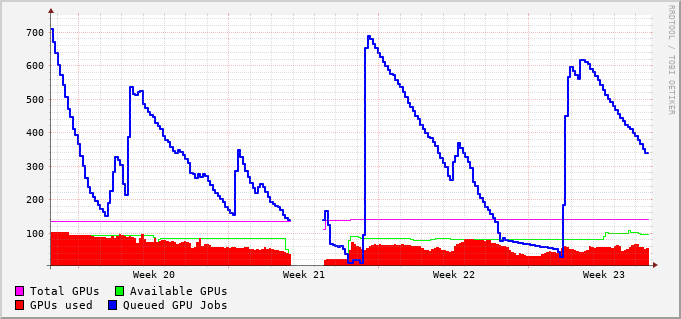 700
600
500
400
300
200
100
Week 20 Week 21 Week 22 Week 23
Total GPUs Available GPUs
GPUs used Queued GPU Jobs
RRDTOOL / TOBI OETIKER